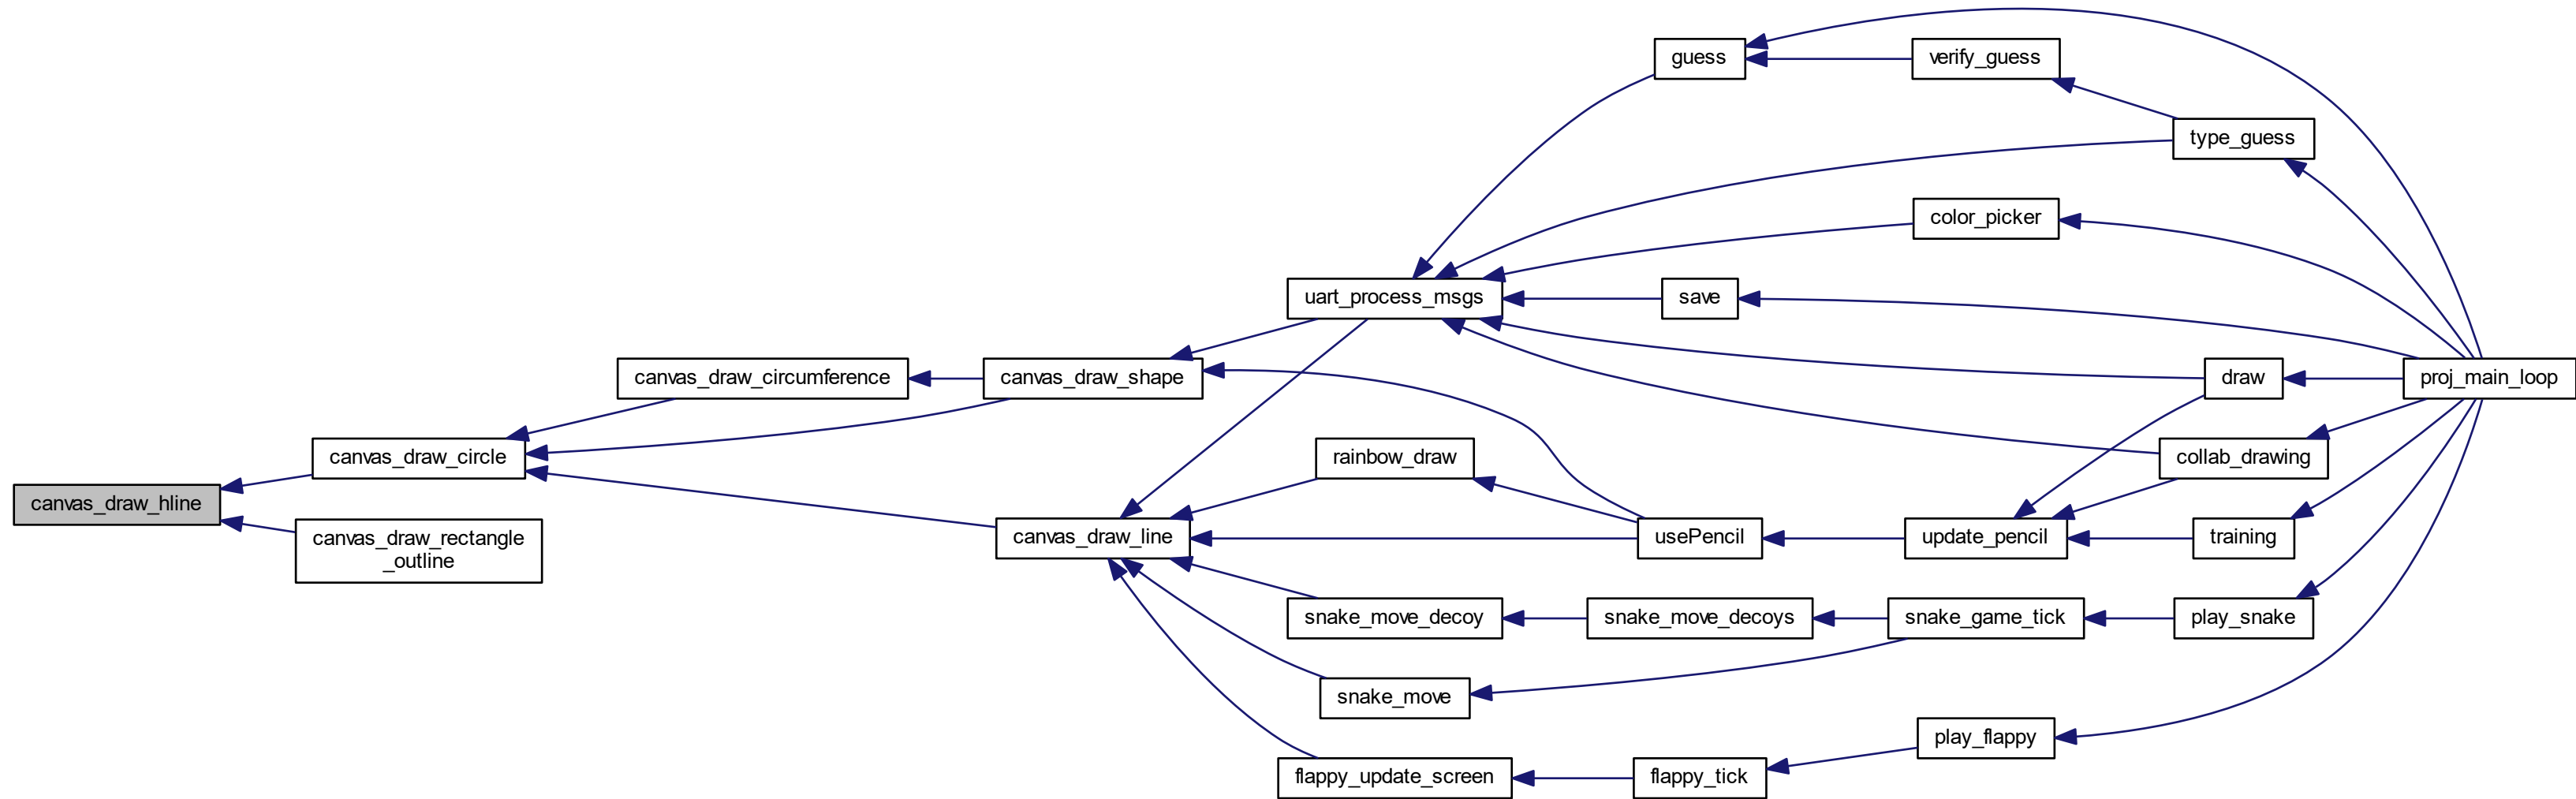 canvas_draw_hline
canvas_draw_circle
canvas_draw_rectangle
_outline
canvas_draw_circumference
canvas_draw_shape
canvas_draw_line
uart_process_msgs
rainbow_draw
snake_move_decoy
snake_move
flappy_update_screen
guess
save
usePencil
snake_move_decoys
flappy_tick
verify_guess
color_picker
update_pencil
snake_game_tick
play_flappy
type_guess
draw
collab_drawing
training
play_snake
proj_main_loop